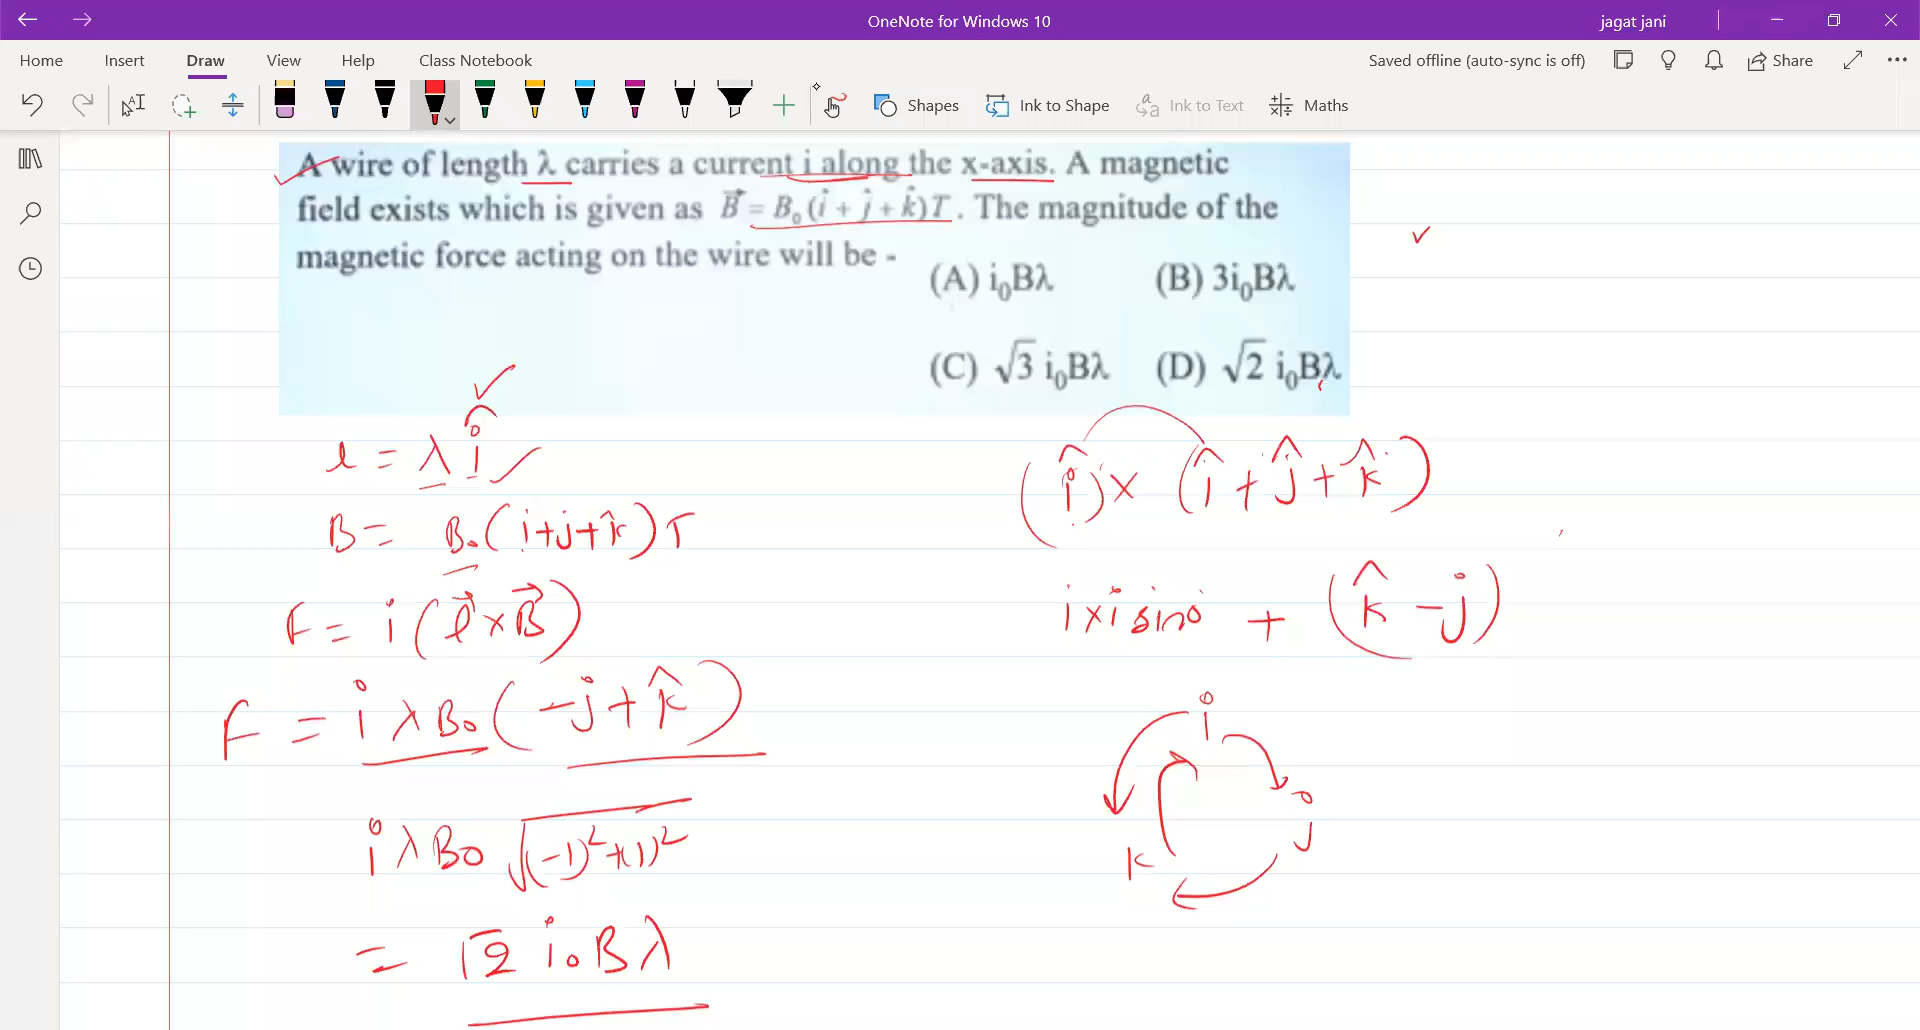 OneNote for Windows 10
jagat jani
Home Insert Draw View Help Class Notebook
Saved offline (auto-sync is off) Share
Shapes Ink to Shape Ink to Text Maths
A wire of length λ carries a current i along the x-axis. A magnetic
field exists which is given as B⃗ = B₀ (î + ĵ + k̂)T . The magnitude of the
magnetic force acting on the wire will be -
(A) i₀Bλ (B) 3i₀Bλ
(C) √3 i₀Bλ (D) √2 i₀Bλ
l = λ i
B = B₀ (i+j+k̂) T
F = i (l⃗ × B⃗)
F = i λ B₀ (-j + k̂)
i λ B₀ √(-1)² + (1)²
= √2 i₀ B λ
(î) × (î + ĵ + k̂)
i × i sin 0 + (k̂ - j)
i
j
k